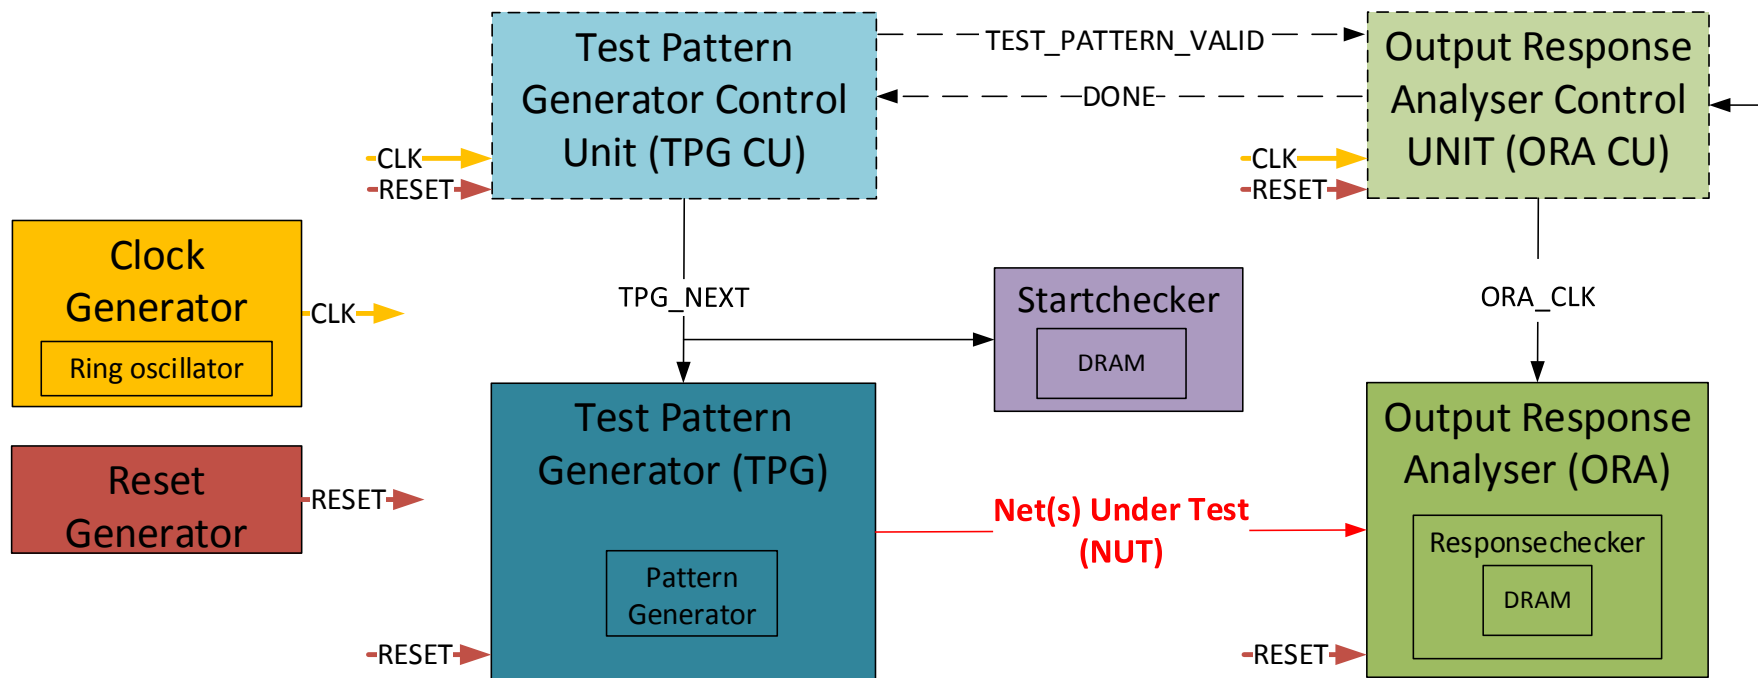 Test Pattern
Generator Control
Unit (TPG CU)
TEST_PATTERN_VALID
DONE
Output Response
Analyser Control
UNIT (ORA CU)
CLK
RESET
CLK
RESET
Clock
Generator
Ring oscillator
CLK
TPG_NEXT
Startchecker
DRAM
ORA_CLK
Reset
Generator
RESET
Test Pattern
Generator (TPG)
Pattern
Generator
RESET
Net(s) Under Test
(NUT)
Output Response
Analyser (ORA)
Responsechecker
DRAM
RESET